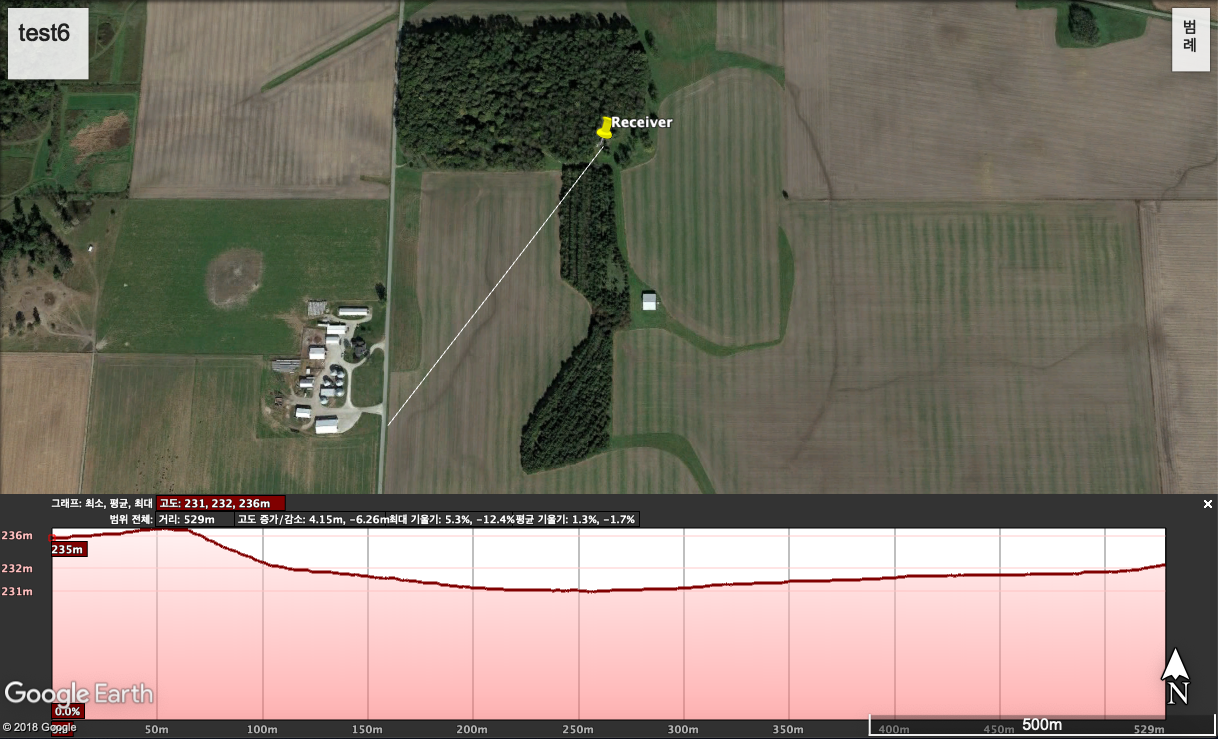 test6
범
례
Receiver
그래프: 최소, 평균, 최대 고도: 231, 232, 236m
범위 전체: 거리: 529m 고도 증가/감소: 4.15m, -6.26m 최대 기울기: 5.3%, -12.4% 평균 기울기: 1.3%, -1.7%
236m
235m
232m
231m
Google Earth
N
0.0%
© 2018 Google
50m 100m 150m 200m 250m 300m 350m 400m 450m 529m
500m